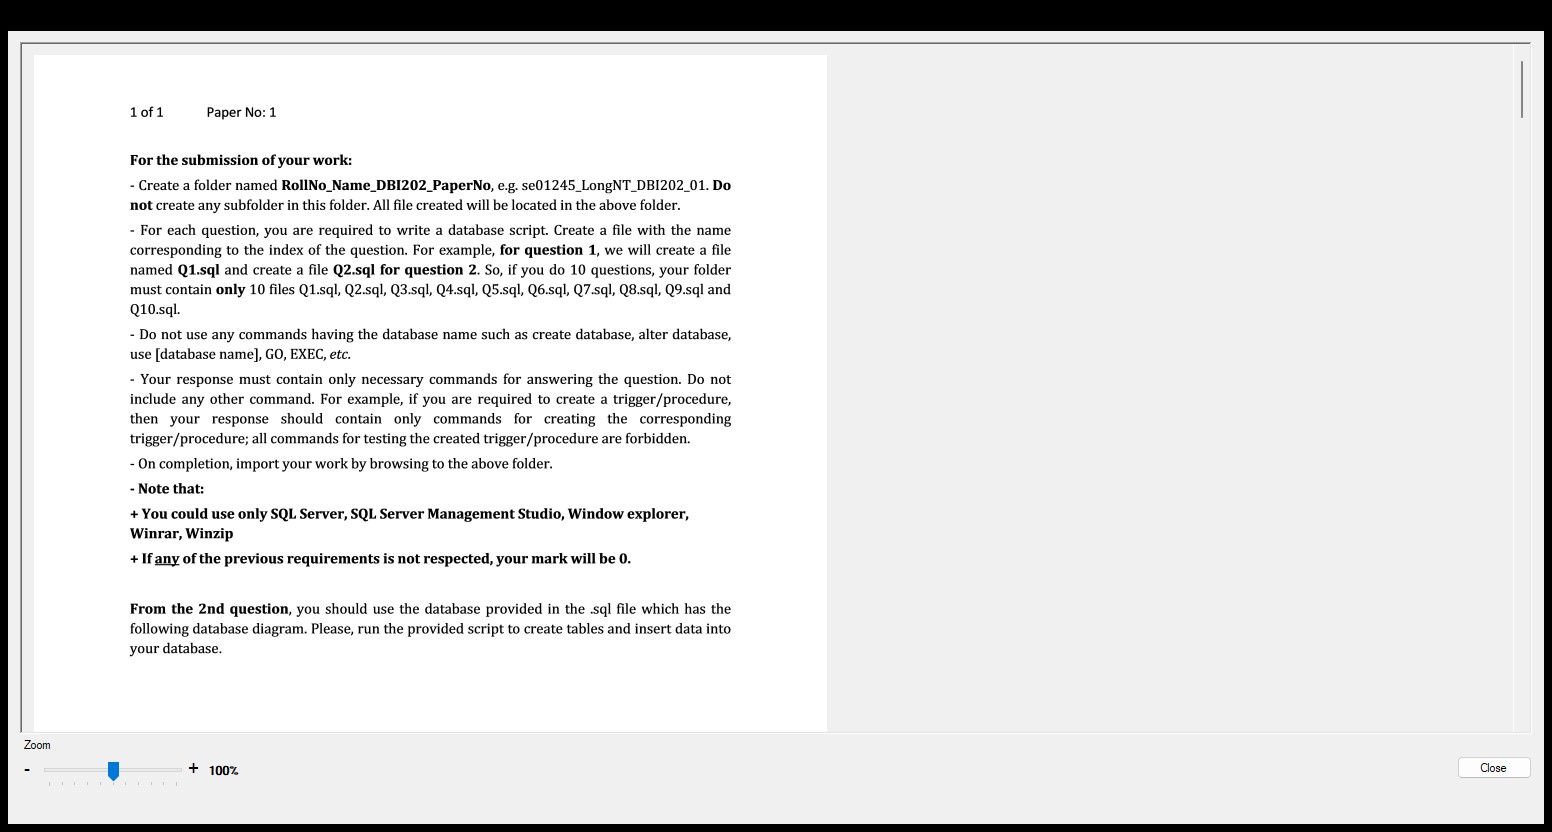 1 of 1 Paper No: 1
For the submission of your work:
- Create a folder named RollNo_Name_DBI202_PaperNo, e.g. se01245_LongNT_DBI202_01. Do
not create any subfolder in this folder. All file created will be located in the above folder.
- For each question, you are required to write a database script. Create a file with the name
corresponding to the index of the question. For example, for question 1, we will create a file
named Q1.sql and create a file Q2.sql for question 2. So, if you do 10 questions, your folder
must contain only 10 files Q1.sql, Q2.sql, Q3.sql, Q4.sql, Q5.sql, Q6.sql, Q7.sql, Q8.sql, Q9.sql and
Q10.sql.
- Do not use any commands having the database name such as create database, alter database,
use [database name], GO, EXEC, etc.
- Your response must contain only necessary commands for answering the question. Do not
include any other command. For example, if you are required to create a trigger/procedure,
then your response should contain only commands for creating the corresponding
trigger/procedure; all commands for testing the created trigger/procedure are forbidden.
- On completion, import your work by browsing to the above folder.
- Note that:
+ You could use only SQL Server, SQL Server Management Studio, Window explorer,
Winrar, Winzip
+ If any of the previous requirements is not respected, your mark will be 0.
From the 2nd question, you should use the database provided in the .sql file which has the
following database diagram. Please, run the provided script to create tables and insert data into
your database.
Zoom
- + 100%
Close